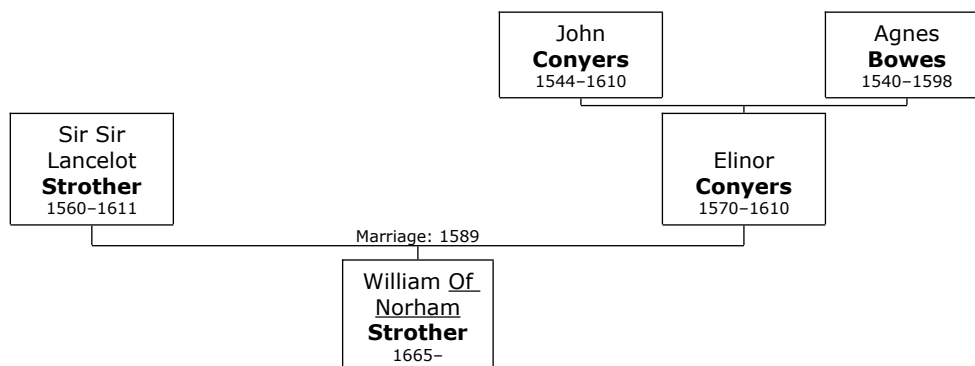 John
Conyers
1544–1610
Agnes
Bowes
1540–1598
Sir Sir
Lancelot
Strother
1560–1611
Elinor
Conyers
1570–1610
Marriage: 1589
William Of
Norham
Strother
1665–